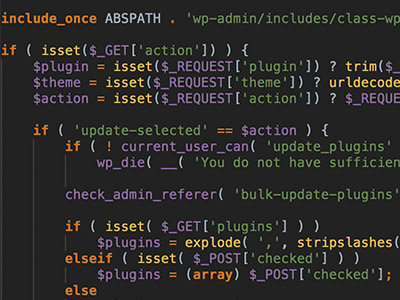 include_once ABSPATH . 'wp-admin/includes/class-wp
if ( isset($_GET['action']) ) {
$plugin = isset($_REQUEST['plugin']) ? trim($_
$theme = isset($_REQUEST['theme']) ? urldecode
$action = isset($_REQUEST['action']) ? $_REQUE
if ( 'update-selected' == $action ) {
if ( ! current_user_can( 'update_plugins'
wp_die( __( 'You do not have sufficien
check_admin_referer( 'bulk-update-plugins'
if ( isset( $_GET['plugins'] ) )
$plugins = explode( ',', stripslashes(
elseif ( isset( $_POST['checked'] ) )
$plugins = (array) $_POST['checked'];
else